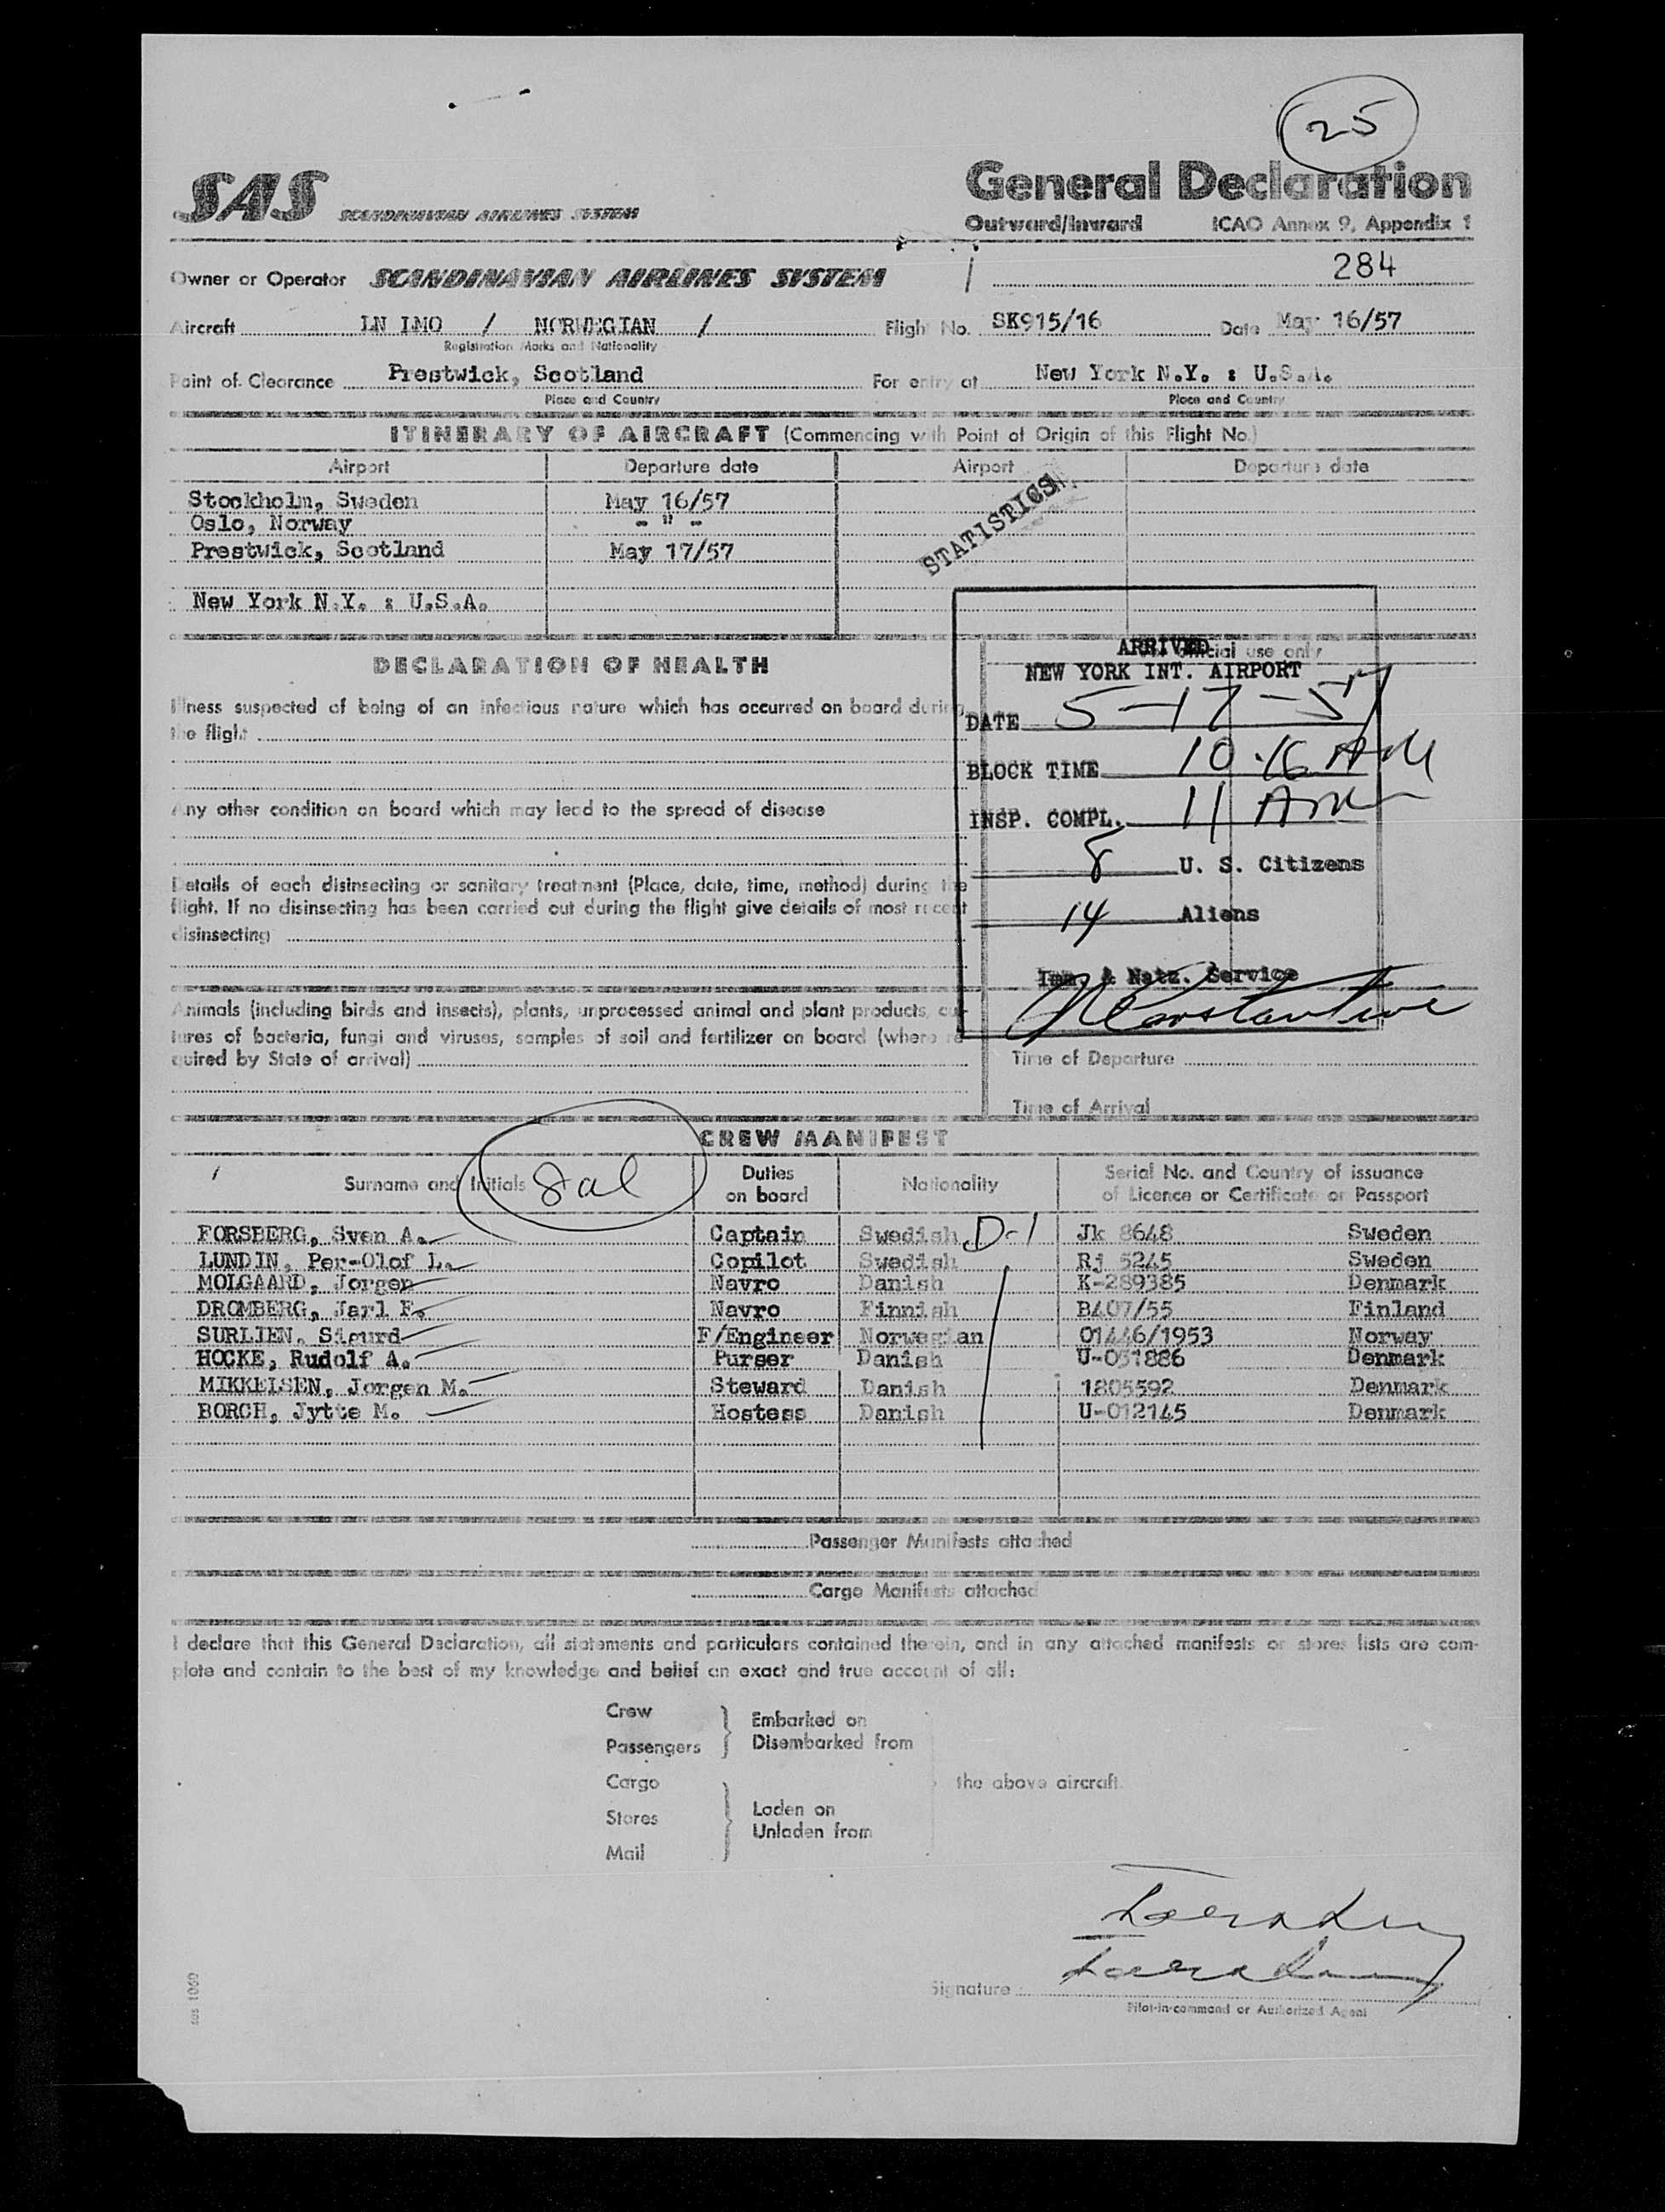 25
SAS SCANDINAVIAN AIRLINES SYSTEM
General Declaration
Outward/Inward ICAO Annex 9, Appendix 1
Owner or Operator SCANDINAVIAN AIRLINES SYSTEM
284
Aircraft LN LMO / NORWEGIAN / Flight No. SK915/16 Date May 16/57
Registration Marks and Nationality
Point of Clearance Prestwick, Scotland For entry at New York N.Y. : U.S.A.
Place and Country Place and Country
ITINERARY OF AIRCRAFT (Commencing with Point of Origin of this Flight No.)
Airport Departure date Airport Departure date
Stockholm, Sweden May 16/57
Oslo, Norway - " -
Prestwick, Scotland May 17/57
New York N.Y. : U.S.A.
STATISTICS
DECLARATION OF HEALTH
Illness suspected of being of an infectious nature which has occurred on board during
the flight
Any other condition on board which may lead to the spread of disease
Details of each disinsecting or sanitary treatment (Place, date, time, method) during the
flight. If no disinsecting has been carried out during the flight give details of most recent
disinsecting
Animals (including birds and insects), plants, unprocessed animal and plant products, cul-
tures of bacteria, fungi and viruses, samples of soil and fertilizer on board (where re-
quired by State of arrival)
official use only
ARRIVED
NEW YORK INT. AIRPORT
DATE 5-17-57
BLOCK TIME 10.16 AM
INSP. COMPL. 11 AM
8 U. S. Citizens
14 Aliens
Imm. & Natz. Service
Time of Departure
Time of Arrival
CREW MANIFEST
Surname and Initials Duties on board Nationality Serial No. and Country of issuance
of Licence or Certificate or Passport
8 al
FORSBERG, Sven A. Captain Swedish D-1 Jk 8648 Sweden
LUNDIN, Per-Olof L. Copilot Swedish Rj 5245 Sweden
MOLGAARD, Jorgen Navro Danish K-289385 Denmark
DROMBERG, Jarl F. Navro Finnish B407/55 Finland
SURLIEN, Sigurd F/Engineer Norwegian 01446/1953 Norway
HOCKE, Rudolf A. Purser Danish U-031886 Denmark
MIKKELSEN, Jorgen M. Steward Danish 1805592 Denmark
BORCH, Jytte M. Hostess Danish U-012145 Denmark
Passenger Manifests attached
Cargo Manifests attached
I declare that this General Declaration, all statements and particulars contained therein, and in any attached manifests or stores lists are com-
plete and contain to the best of my knowledge and belief an exact and true account of all:
Crew
Passengers
Embarked on
Disembarked from
Cargo
Stores
Mail
Laden on
Unladen from
the above aircraft.
Signature
Pilot-in-command or Authorized Agent
sas 1060